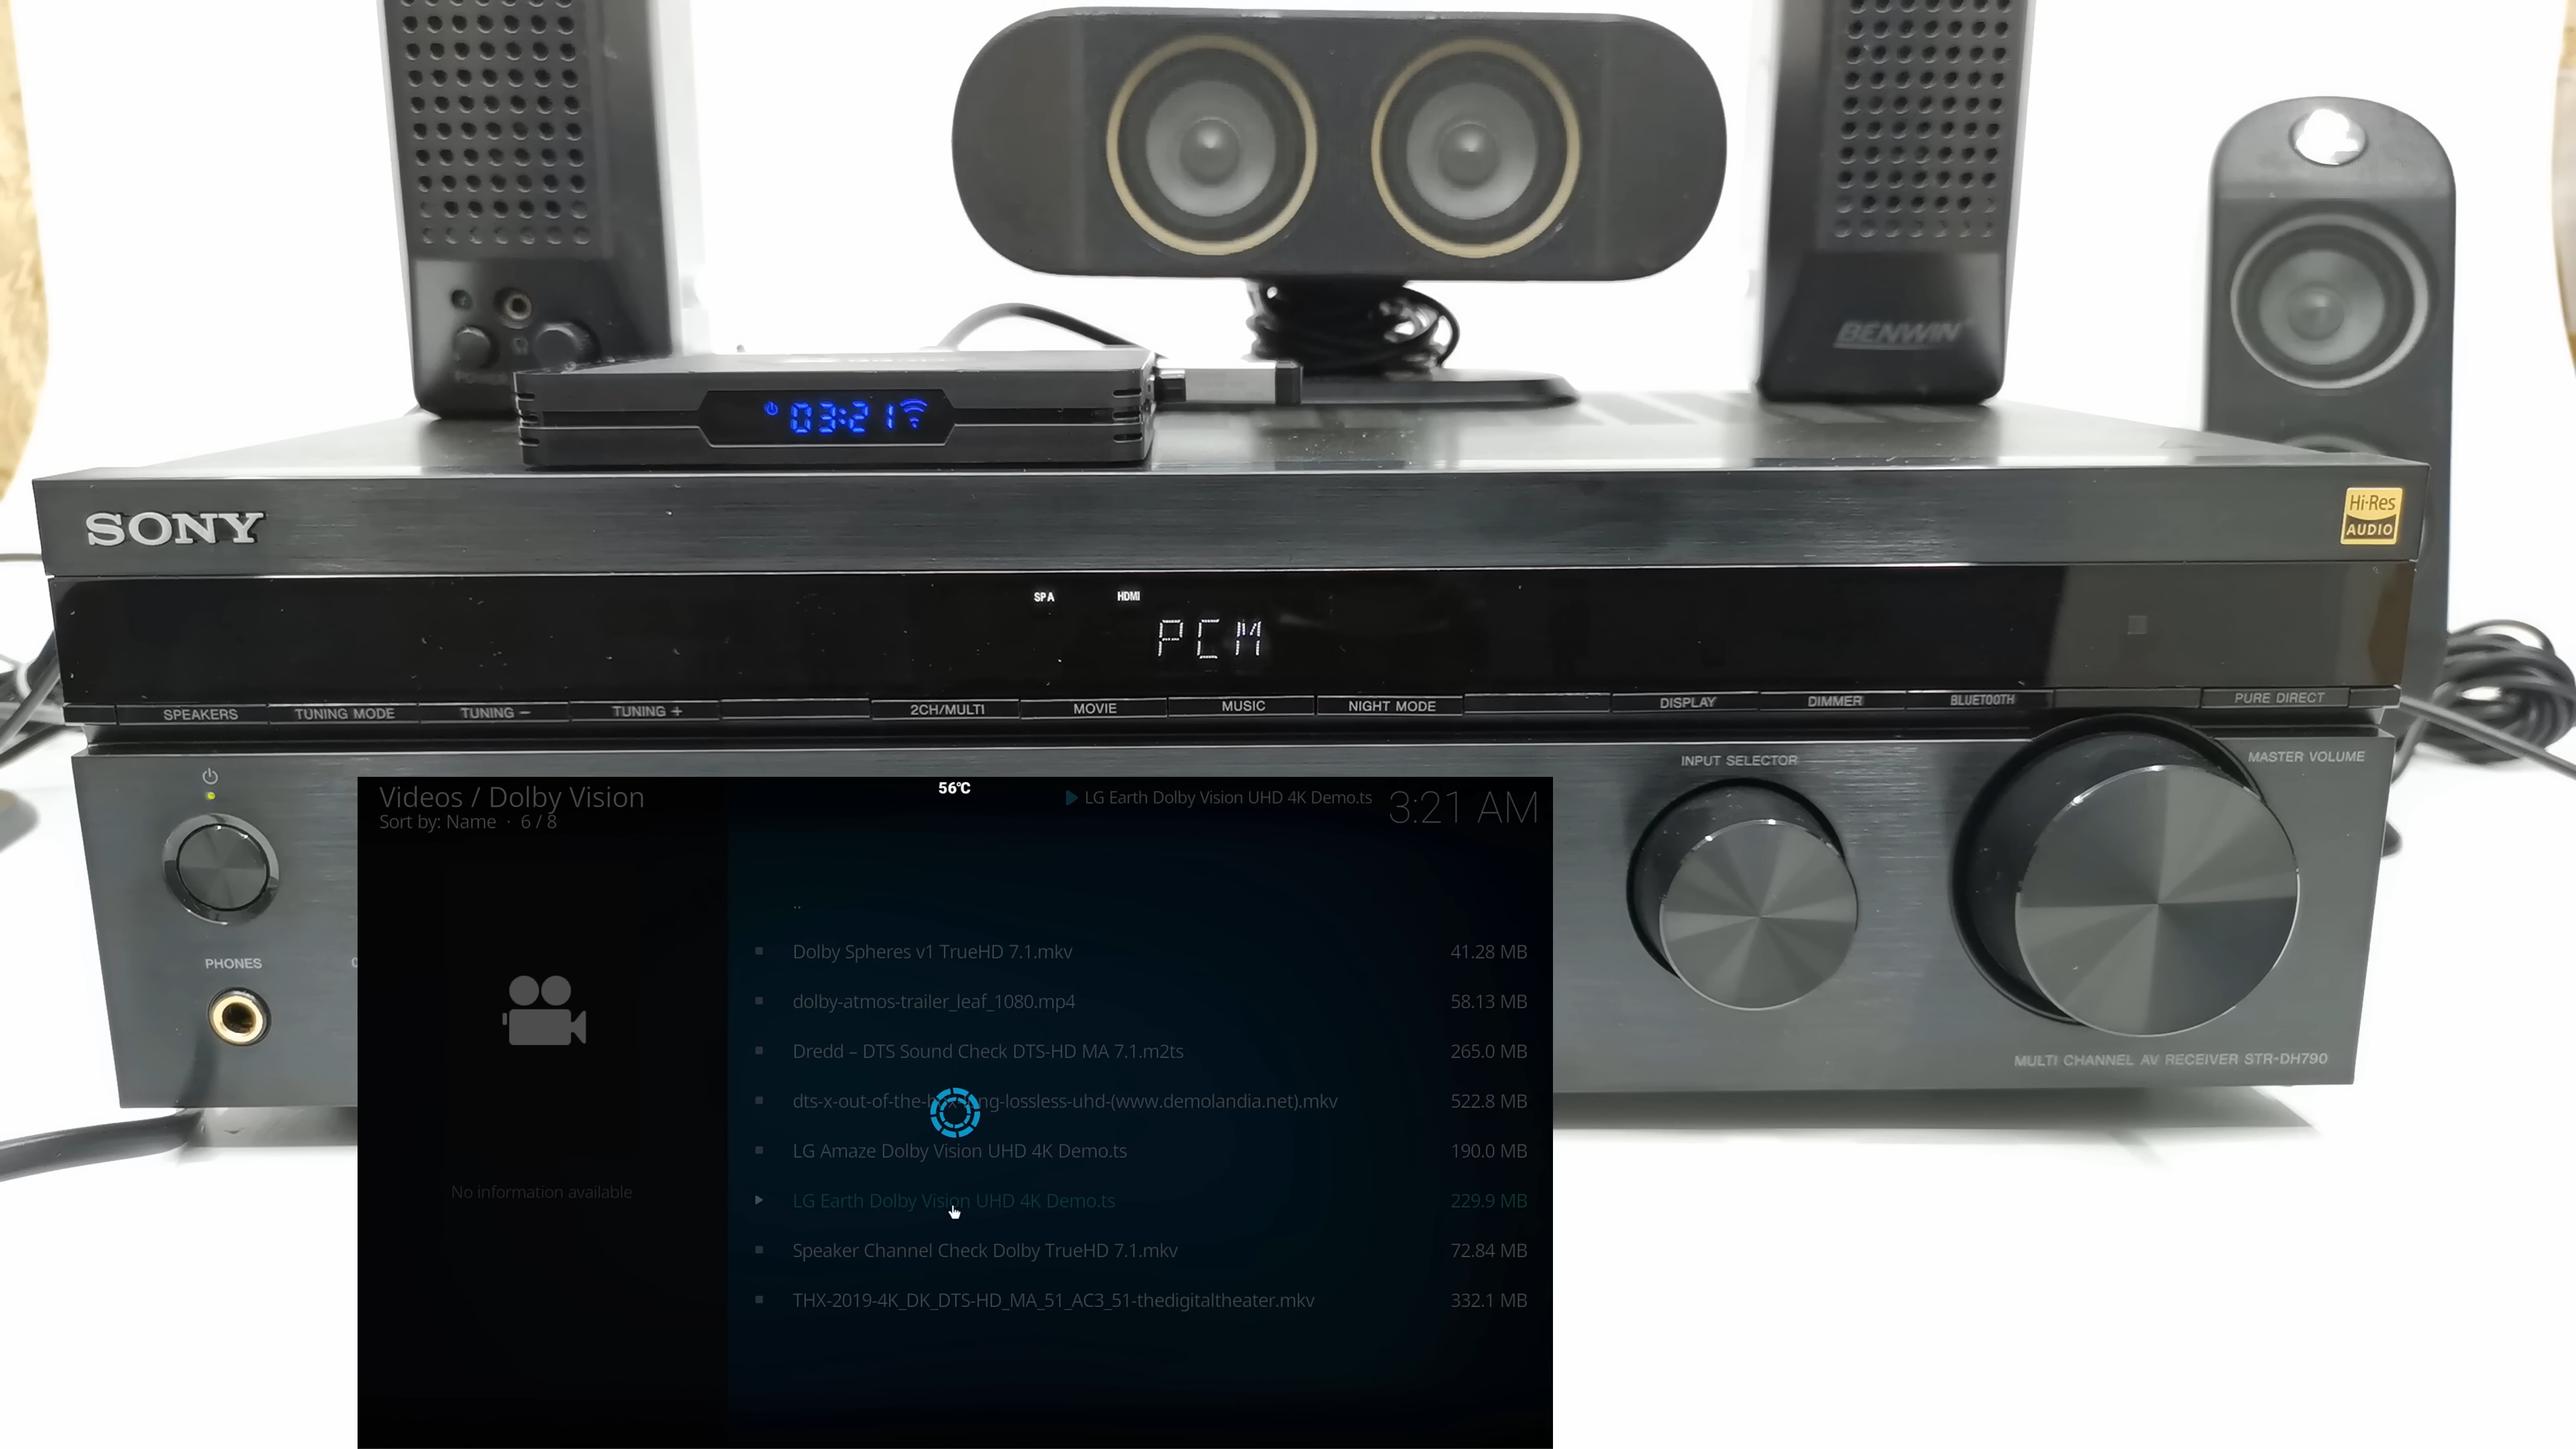 BENWIN
03:21
SONY
Hi-Res
AUDIO
SP A HDMI
PCM
SPEAKERS TUNING MODE TUNING − TUNING + 2CH/MULTI MOVIE MUSIC NIGHT MODE DISPLAY DIMMER BLUETOOTH PURE DIRECT
INPUT SELECTOR
MASTER VOLUME
PHONES
MULTI CHANNEL AV RECEIVER STR-DH790
56℃
Videos / Dolby Vision
LG Earth Dolby Vision UHD 4K Demo.ts
3:21 AM
Sort by: Name · 6 / 8
..
Dolby Spheres v1 TrueHD 7.1.mkv 41.28 MB
dolby-atmos-trailer_leaf_1080.mp4 58.13 MB
Dredd – DTS Sound Check DTS-HD MA 7.1.m2ts 265.0 MB
dts-x-out-of-the-ng-lossless-uhd-(www.demolandia.net).mkv 522.8 MB
LG Amaze Dolby Vision UHD 4K Demo.ts 190.0 MB
No information available
LG Earth Dolby Vision UHD 4K Demo.ts 229.9 MB
Speaker Channel Check Dolby TrueHD 7.1.mkv 72.84 MB
THX-2019-4K_DK_DTS-HD_MA_51_AC3_51-thedigitaltheater.mkv 332.1 MB